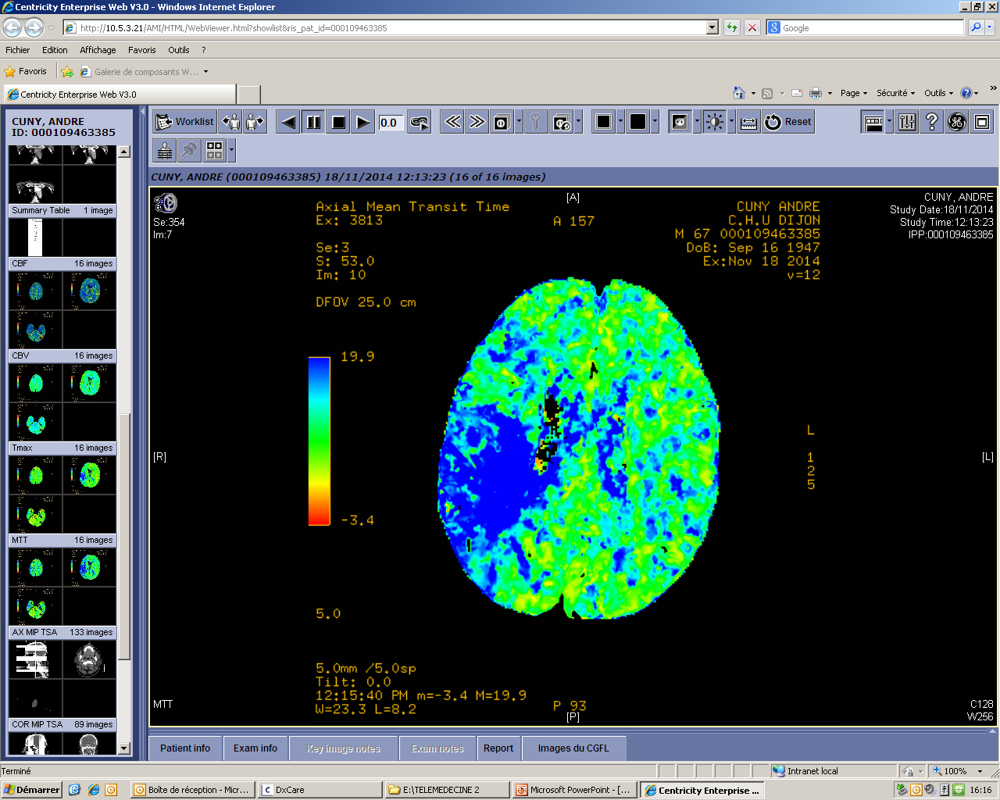 Centricity Enterprise Web V3.0 - Windows Internet Explorer
http://10.5.3.21/AMI/HTML/WebViewer.html?showlist&ris_pat_id=000109463385
Google
Fichier Edition Affichage Favoris Outils ?
Favoris Galerie de composants W...
Centricity Enterprise Web V3.0
Page Sécurité Outils
CUNY, ANDRE
ID: 000109463385
Worklist
0.0
Reset
CUNY, ANDRE (000109463385) 18/11/2014 12:13:23 (16 of 16 images)
Summary Table 1 image
CBF 16 images
CBV 16 images
Tmax 16 images
MTT 16 images
AX MIP TSA 133 images
COR MIP TSA 89 images
Se:354
Im:7
[A]
CUNY, ANDRE
Study Date:18/11/2014
Study Time:12:13:23
IPP:000109463385
Axial Mean Transit Time
Ex: 3813
Se:3
S: 53.0
Im: 10
DFOV 25.0 cm
A 157
CUNY ANDRE
C.H.U DIJON
M 67 000109463385
DoB: Sep 16 1947
Ex:Nov 18 2014
v=12
19.9
-3.4
[R]
L
1
2
5
[L]
5.0
5.0mm /5.0sp
Tilt: 0.0
12:15:40 PM m=-3.4 M=19.9
W=23.3 L=8.2
P 93
[P]
MTT
C128
W256
Patient info Exam info Key image notes Exam notes Report Images du CGFL
Terminé
Intranet local
100%
Démarrer
Boîte de réception - Micr...
DxCare
E:\TELEMEDECINE 2
Microsoft PowerPoint - [...
Centricity Enterprise ...
16:16